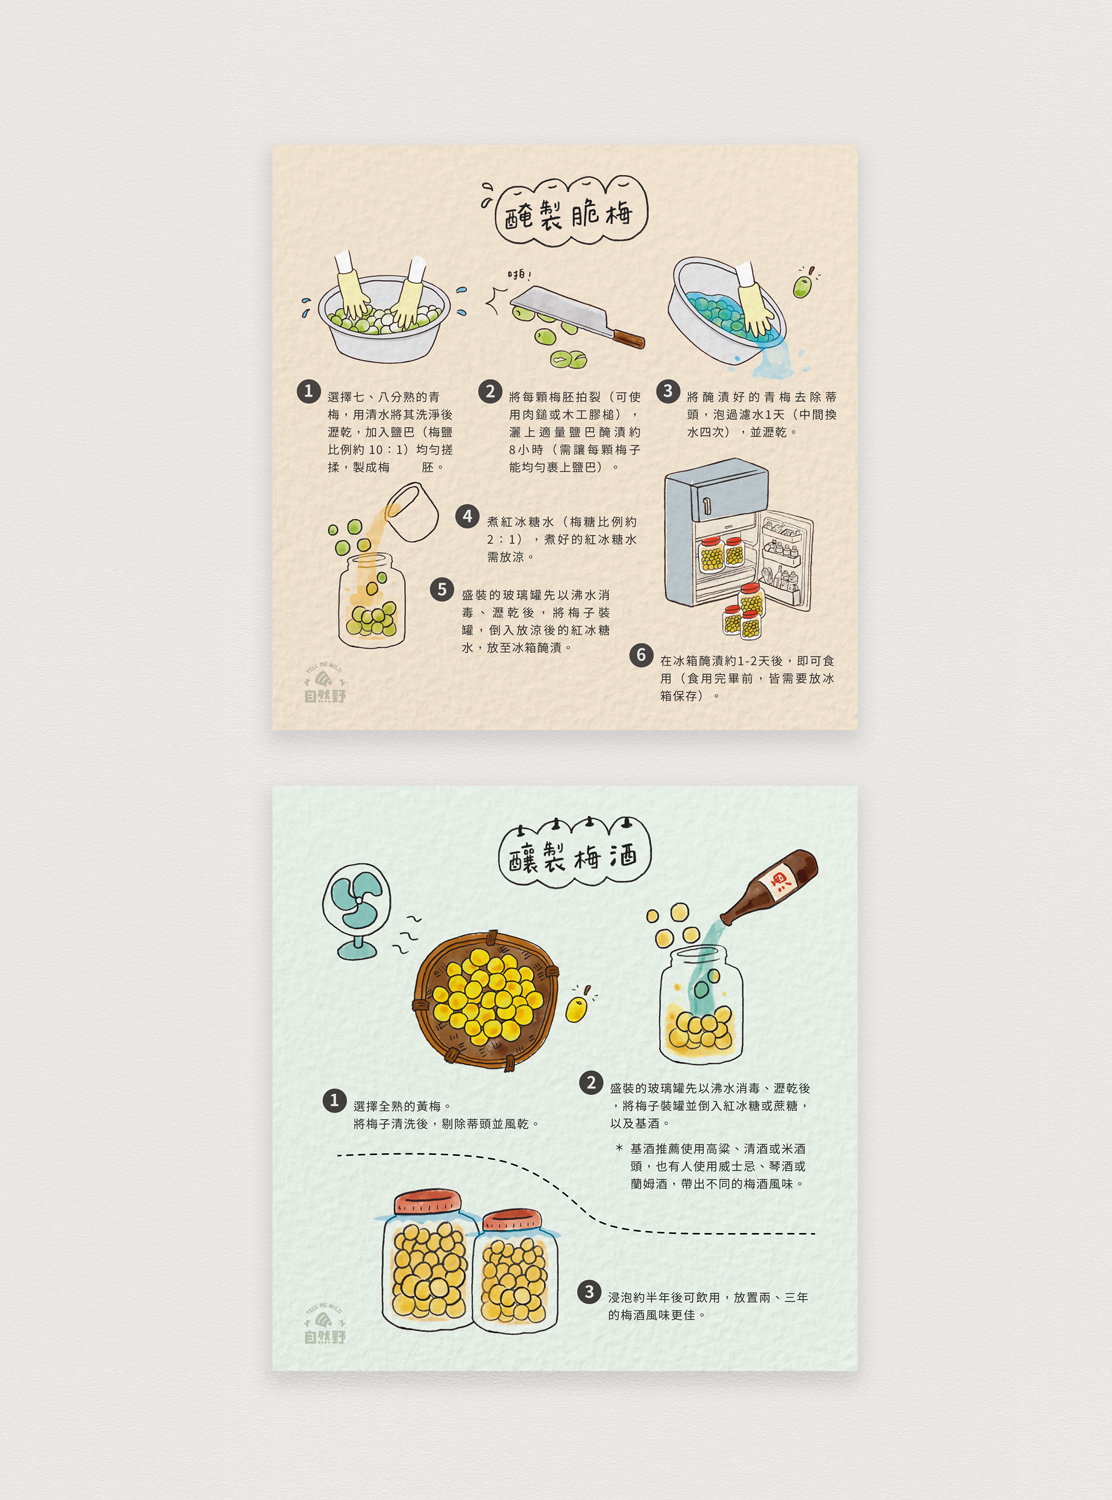 醃製脆梅
啪！
1
選擇七、八分熟的青
梅，用清水將其洗淨後
瀝乾，加入鹽巴（梅鹽
比例約 10：1）均勻搓
揉，製成梅　　胚。
2
將每顆梅胚拍裂（可使
用肉鎚或木工膠槌），
灑上適量鹽巴醃漬約
8小時（需讓每顆梅子
能均勻裹上鹽巴）。
3
將醃漬好的青梅去除蒂
頭，泡過濾水1天（中間換
水四次），並瀝乾。
4
煮紅冰糖水（梅糖比例約
2：1），煮好的紅冰糖水
需放涼。
5
盛裝的玻璃罐先以沸水消
毒、瀝乾後，將梅子裝
罐，倒入放涼後的紅冰糖
水，放至冰箱醃漬。
6
在冰箱醃漬約1-2天後，即可食
用（食用完畢前，皆需要放冰
箱保存）。
TELL ME WILD
自然野
釀製梅酒
1
選擇全熟的黃梅。
將梅子清洗後，剔除蒂頭並風乾。
2
盛裝的玻璃罐先以沸水消毒、瀝乾後
，將梅子裝罐並倒入紅冰糖或蔗糖，
以及基酒。
＊ 基酒推薦使用高粱、清酒或米酒
頭，也有人使用威士忌、琴酒或
蘭姆酒，帶出不同的梅酒風味。
3
浸泡約半年後可飲用，放置兩、三年
的梅酒風味更佳。
TELL ME WILD
自然野